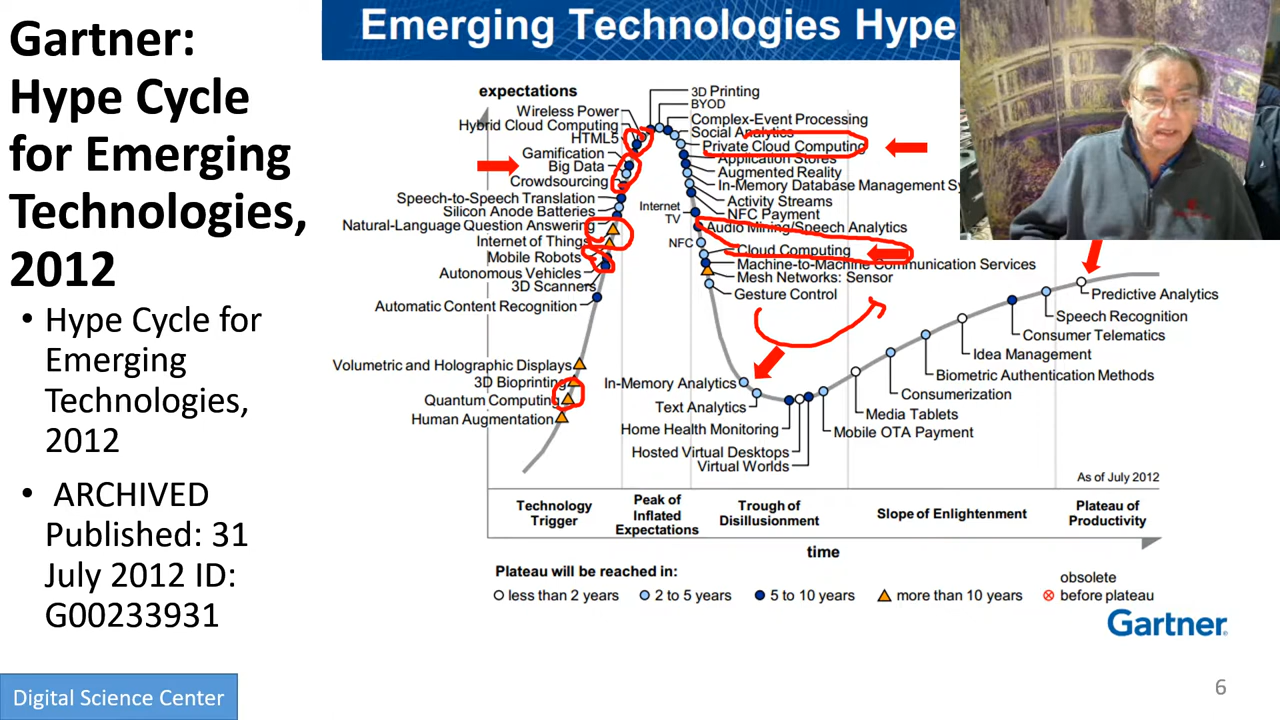 Gartner:
Hype Cycle
for Emerging
Technologies,
2012
• Hype Cycle for
Emerging
Technologies,
2012
• ARCHIVED
Published: 31
July 2012 ID:
G00233931
Digital Science Center
Emerging Technologies Hype
expectations
Wireless Power
Hybrid Cloud Computing
HTML5
Gamification
Big Data
Crowdsourcing
Speech-to-Speech Translation
Silicon Anode Batteries
Natural-Language Question Answering
Internet of Things
Mobile Robots
Autonomous Vehicles
3D Scanners
Automatic Content Recognition
Volumetric and Holographic Displays
3D Bioprinting
Quantum Computing
Human Augmentation
3D Printing
BYOD
Complex-Event Processing
Social Analytics
Private Cloud Computing
Application Stores
Augmented Reality
In-Memory Database Management Sy
Activity Streams
NFC Payment
Internet
TV
Audio Mining/Speech Analytics
NFC
Cloud Computing
Machine-to-Machine Communication Services
Mesh Networks: Sensor
Gesture Control
In-Memory Analytics
Text Analytics
Home Health Monitoring
Hosted Virtual Desktops
Virtual Worlds
Mobile OTA Payment
Media Tablets
Consumerization
Biometric Authentication Methods
Idea Management
Consumer Telematics
Speech Recognition
Predictive Analytics
As of July 2012
Technology
Trigger
Peak of
Inflated
Expectations
Trough of
Disillusionment
Slope of Enlightenment
Plateau of
Productivity
time
Plateau will be reached in:
less than 2 years
2 to 5 years
5 to 10 years
more than 10 years
obsolete
before plateau
Gartner
6